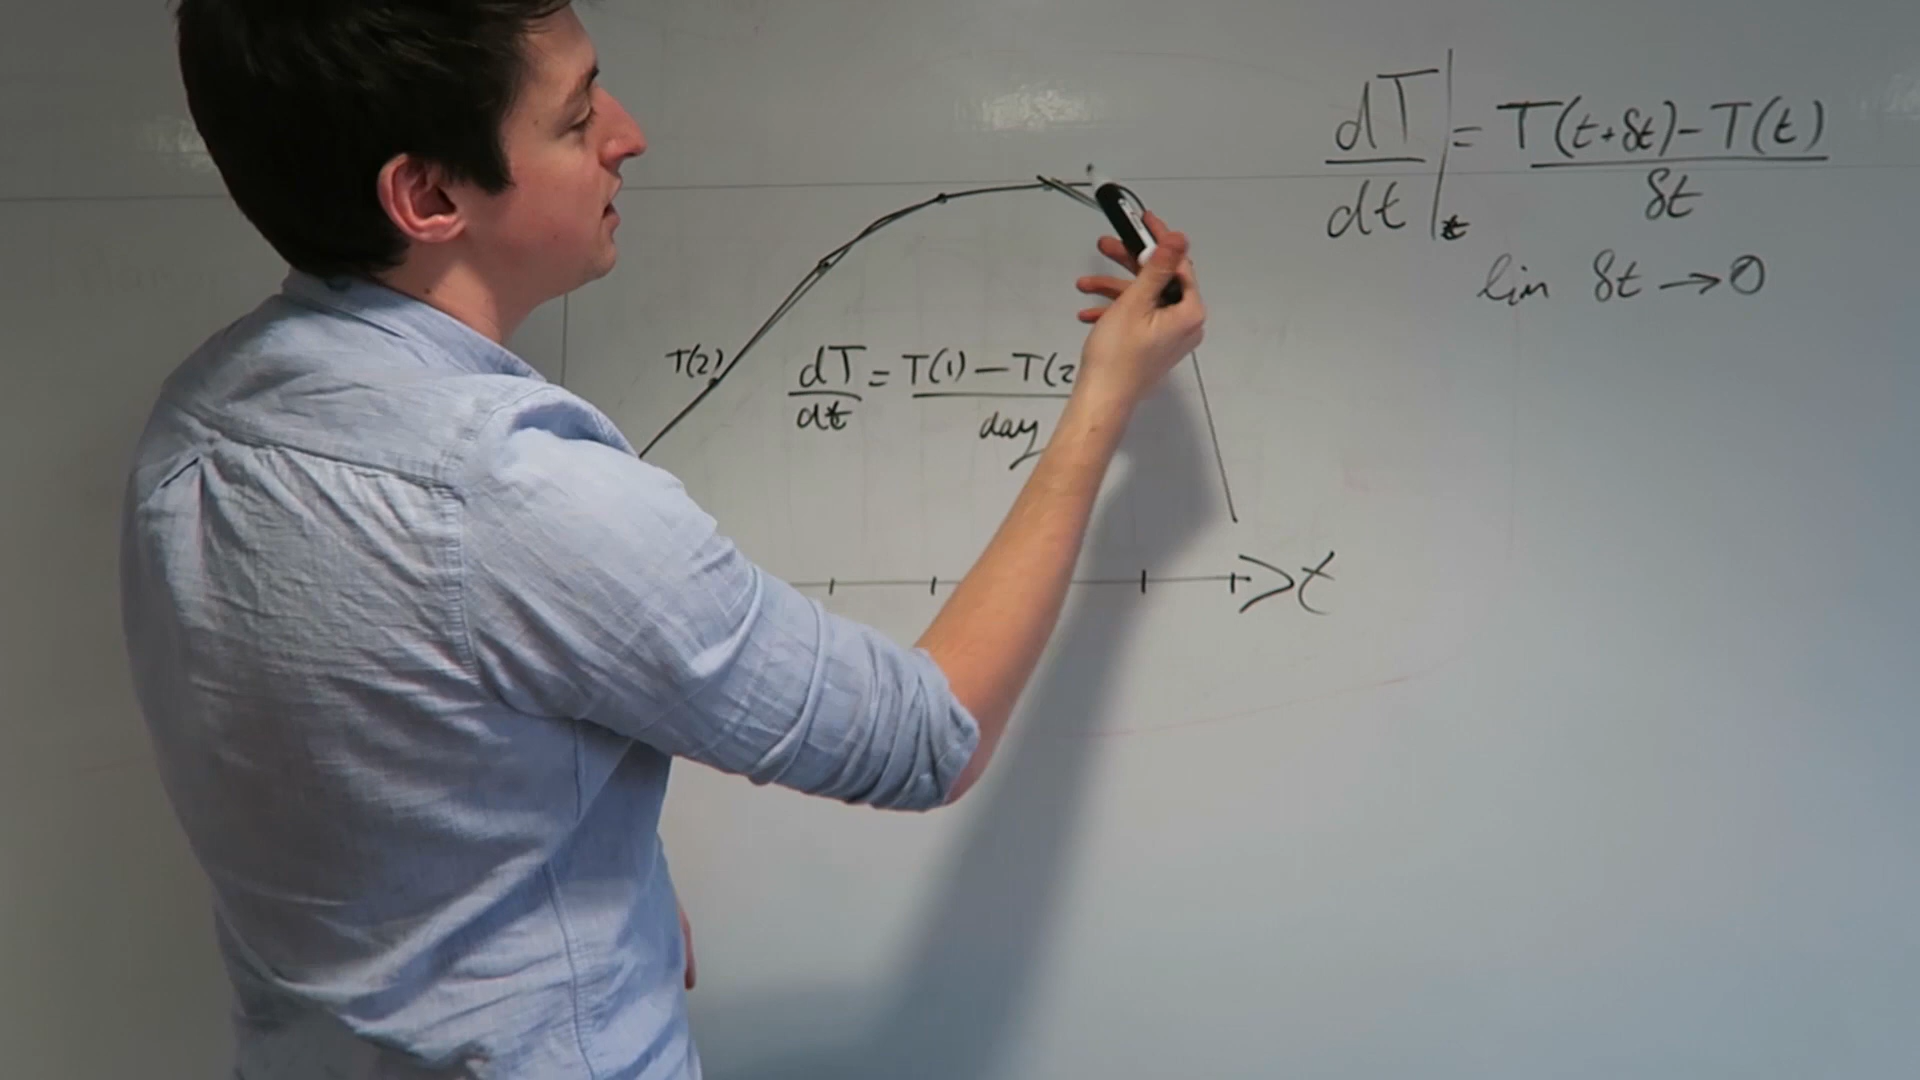 dT/dt |t = T(t+δt)-T(t)/δt
lim δt → 0
T(2)
dT/dt = T(1) - T(2/day
t